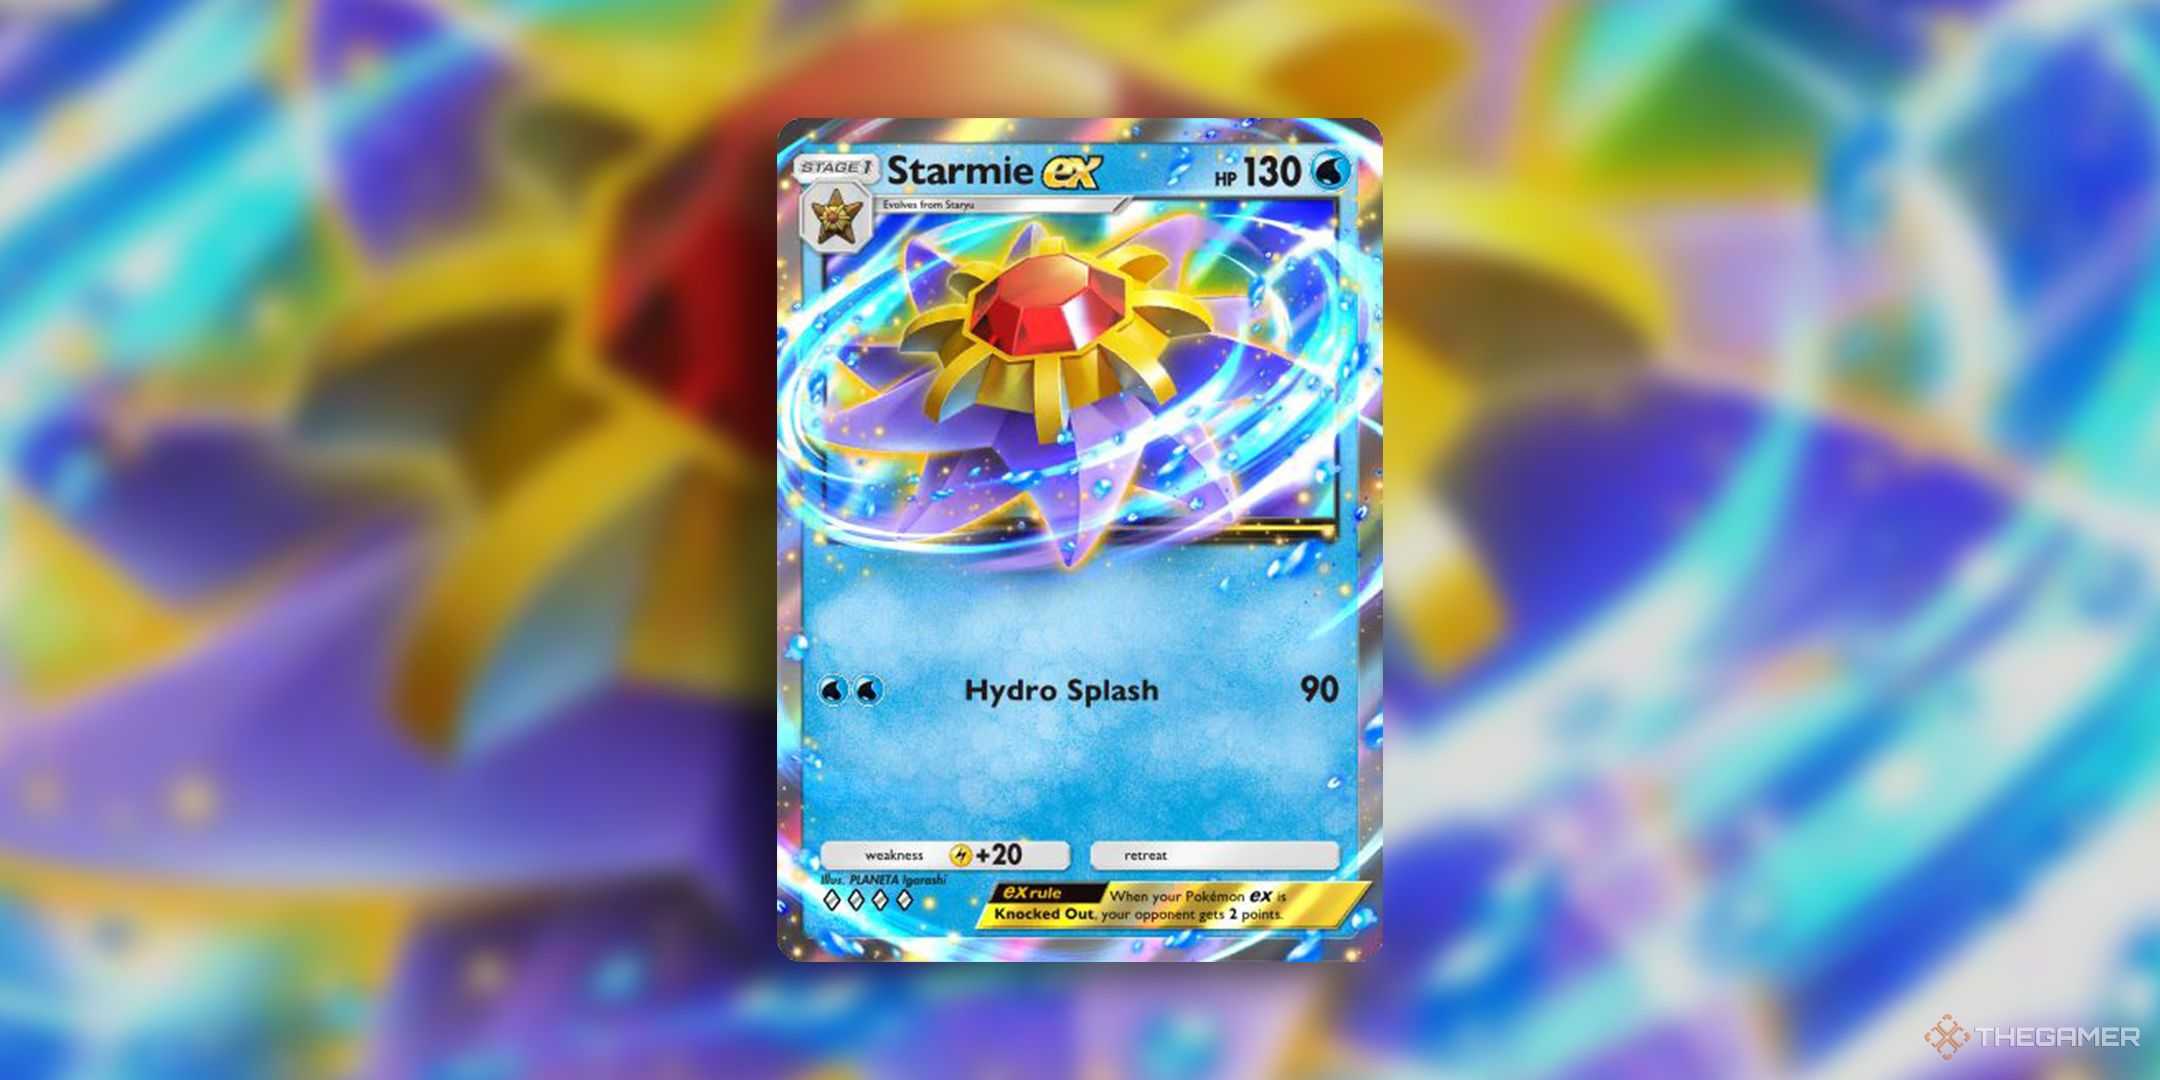 STAGE 1 Starmie ex HP 130
Evolves from Staryu
Hydro Splash 90
weakness +20 retreat
Illus. PLANETA Igarashi
ex rule When your Pokémon ex is
Knocked Out, your opponent gets 2 points.
THEGAMER